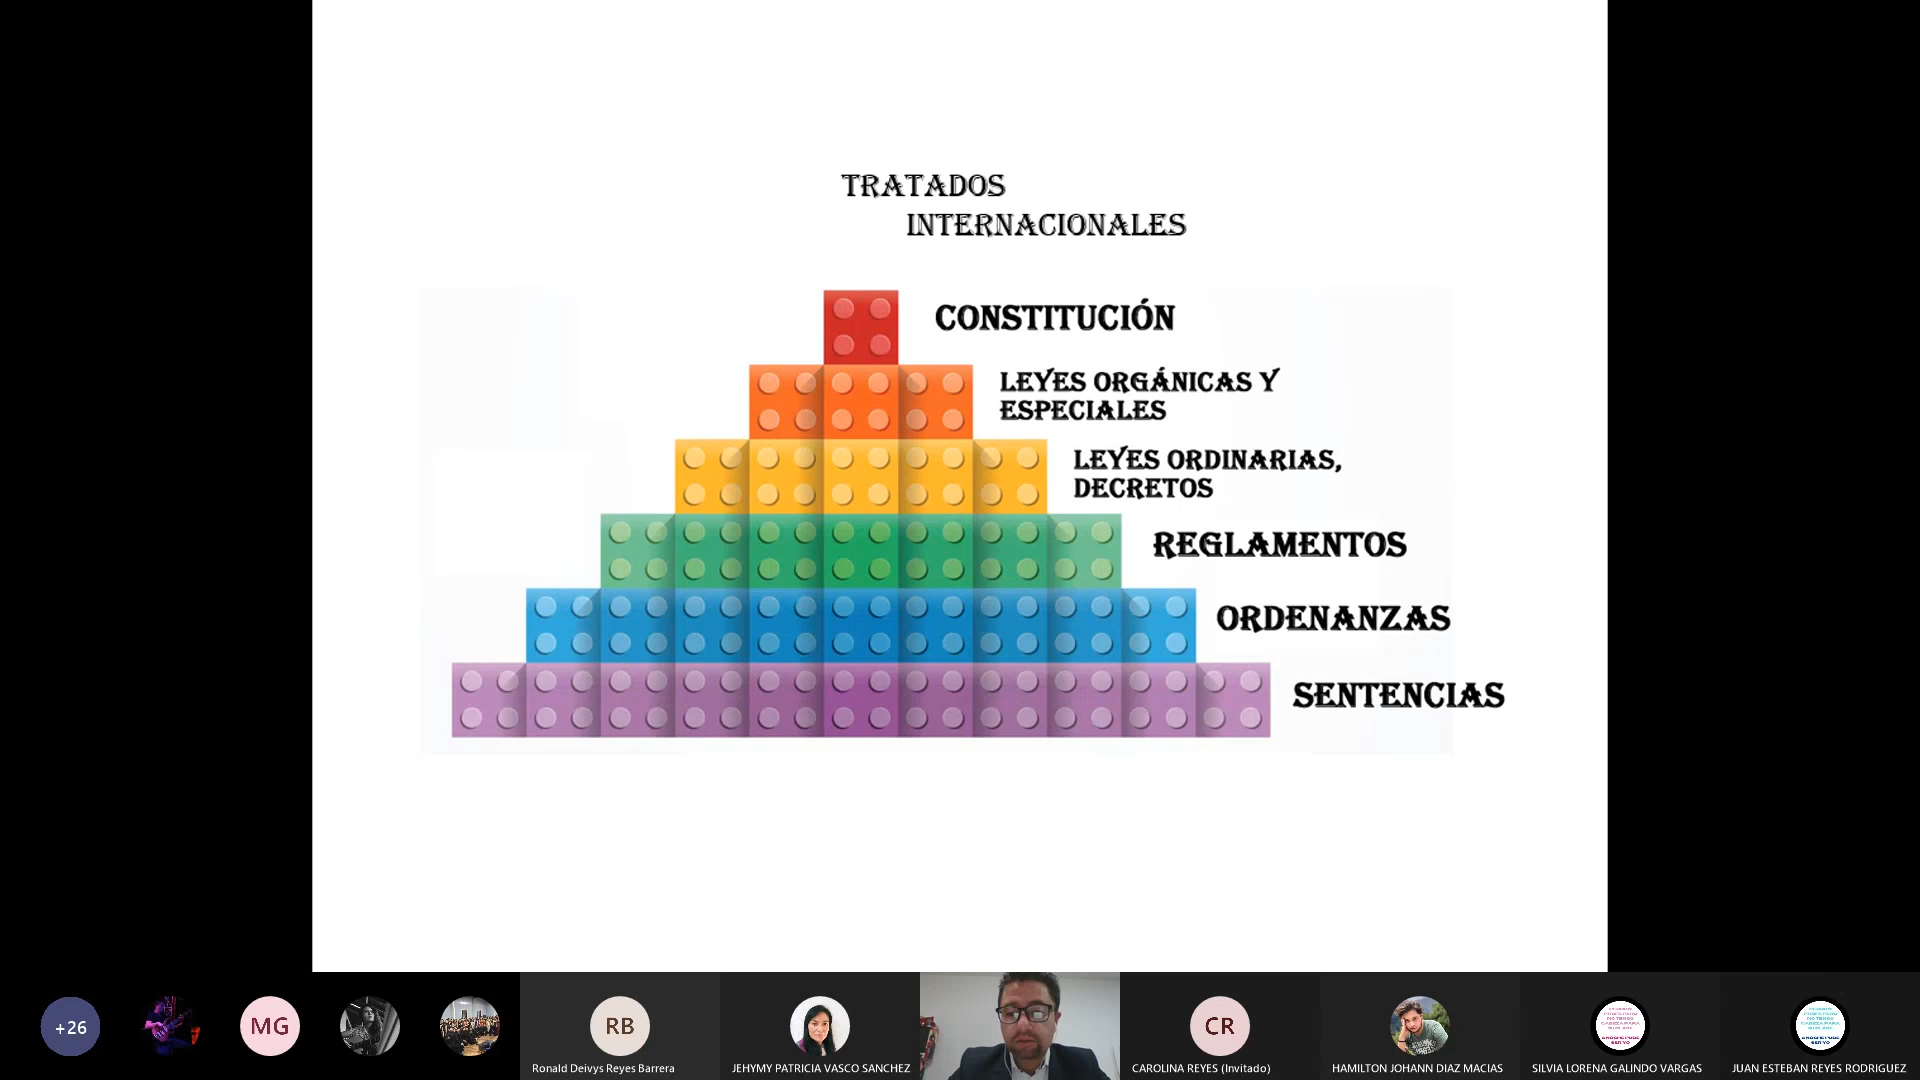 TRATADOS
INTERNACIONALES
CONSTITUCIÓN
LEYES ORGÁNICAS Y
ESPECIALES
LEYES ORDINARIAS,
DECRETOS
REGLAMENTOS
ORDENANZAS
SENTENCIAS
+26
MG
RB
CR
Ronald Deivys Reyes Barrera
JEHYMY PATRICIA VASCO SANCHEZ
CAROLINA REYES (Invitado)
HAMILTON JOHANN DIAZ MACIAS
SILVIA LORENA GALINDO VARGAS
JUAN ESTEBAN REYES RODRIGUEZ